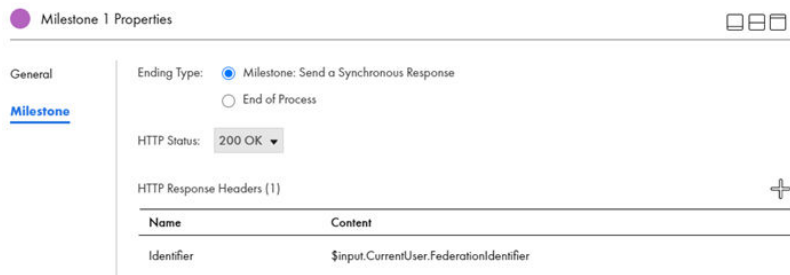 Milestone 1 Properties
General
Milestone
Ending Type: Milestone: Send a Synchronous Response
End of Process
HTTP Status: 200 OK
HTTP Response Headers (1)
Name Content
Identifier $input.CurrentUser.FederationIdentifier